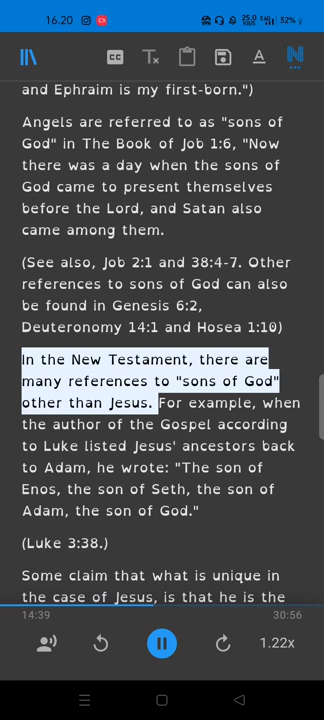 16.20
25.0
KB/S
32%
CC
T
A
N
and Ephraim is my first-born.")
Angels are referred to as "sons of
God" in The Book of Job 1:6, "Now
there was a day when the sons of
God came to present themselves
before the Lord, and Satan also
came among them.
(See also, Job 2:1 and 38:4-7. Other
references to sons of God can also
be found in Genesis 6:2,
Deuteronomy 14:1 and Hosea 1:10)
In the New Testament, there are
many references to "sons of God"
other than Jesus. For example, when
the author of the Gospel according
to Luke listed Jesus' ancestors back
to Adam, he wrote: "The son of
Enos, the son of Seth, the son of
Adam, the son of God."
(Luke 3:38.)
Some claim that what is unique in
the case of Jesus, is that he is the
14:39 30:56
1.22x